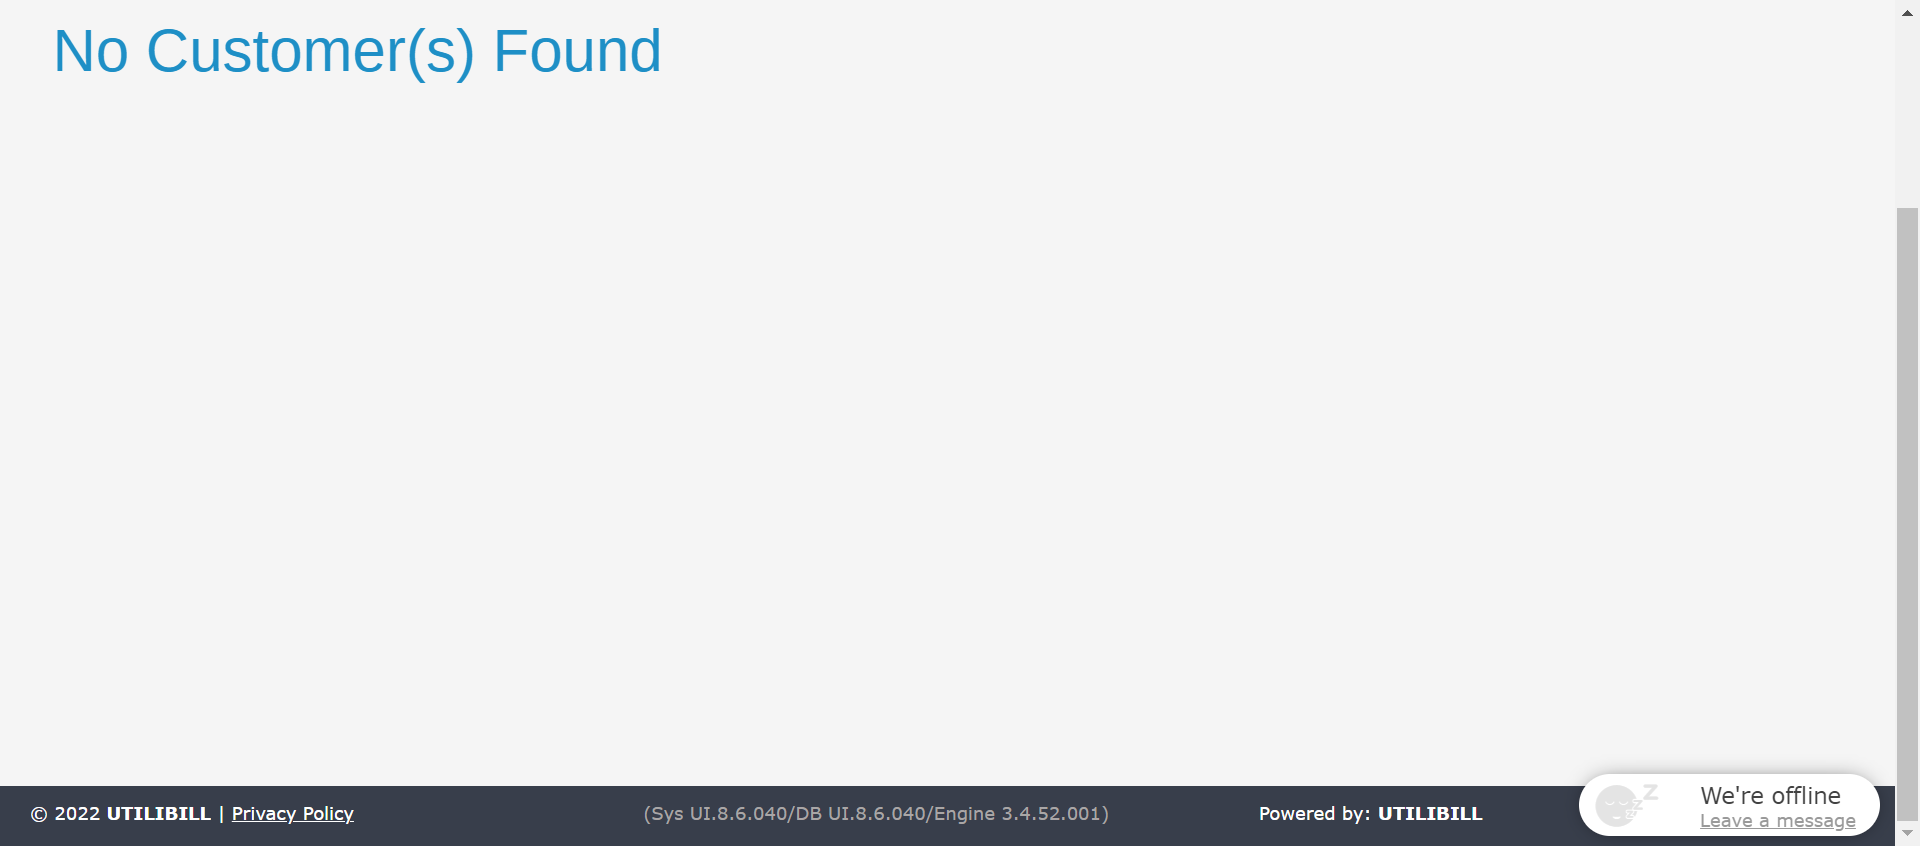 No Customer(s) Found
© 2022 UTILIBILL | Privacy Policy
(Sys UI.8.6.040/DB UI.8.6.040/Engine 3.4.52.001)
Powered by: UTILIBILL
We're offline
Leave a message